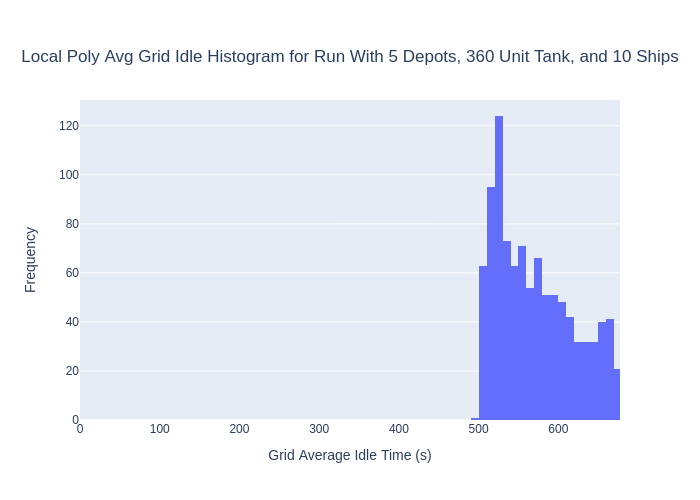 Local Poly Avg Grid Idle Histogram for Run With 5 Depots, 360 Unit Tank, and 10 Ships
120
100
80
60
40
20
0
Frequency
0 100 200 300 400 500 600
Grid Average Idle Time (s)